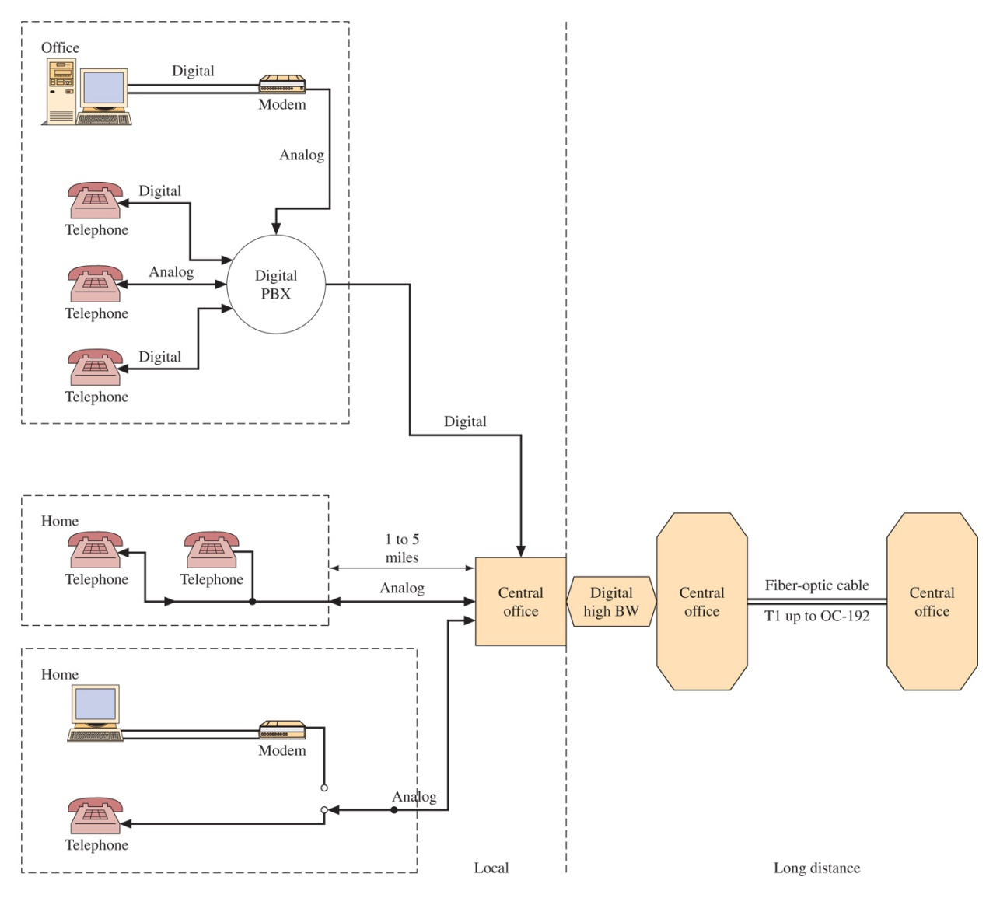 Office
Digital
Modem
Analog
Digital
Telephone
Analog
Telephone
Digital
PBX
Digital
Telephone
Digital
Home
Telephone
Telephone
1 to 5
miles
Analog
Central
office
Digital
high BW
Central
office
Fiber-optic cable
T1 up to OC-192
Central
office
Home
Modem
Analog
Telephone
Local
Long distance